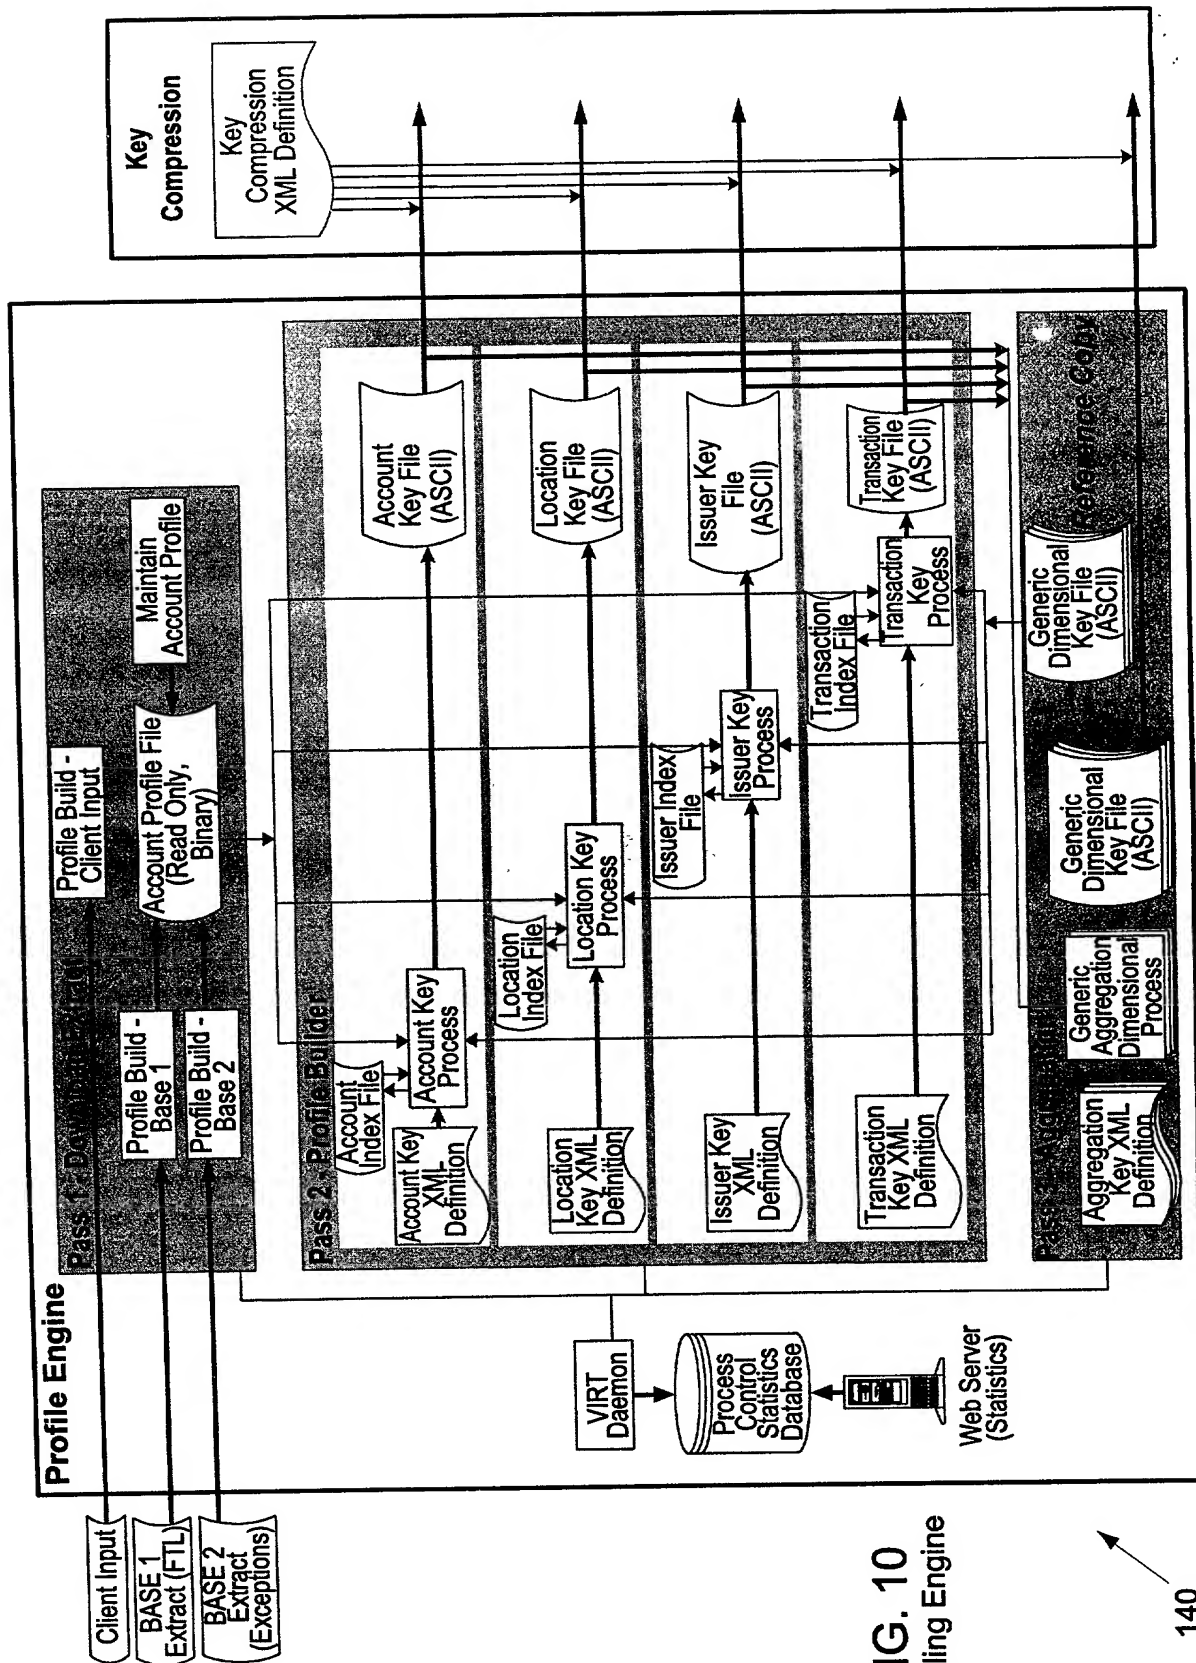 Profile Engine
Client Input
BASE 1
Extract (FTL)
BASE 2
Extract
(Exceptions)
Pass 1 -
Profile Build -
Client Input
Profile Build -
Base 1
Profile Build -
Base 2
Account Profile File
(Read Only,
Binary)
Maintain
Account Profile
VIRT
Daemon
Process
Control
Statistics
Database
Web Server
(Statistics)
Pass 2 - Profile Builder
Account
Index File
Account Key
XML
Definition
Account Key
Process
Account
Key File
(ASCII)
Location
Index File
Location
Key XML
Definition
Location Key
Process
Location
Key File
(ASCII)
Issuer Index
File
Issuer Key
XML
Definition
Issuer Key
Process
Issuer Key
File
(ASCII)
Transaction
Index File
Transaction
Key XML
Definition
Transaction
Key
Process
Transaction
Key File
(ASCII)
Aggregation
Key XML
Definition
Generic
Aggregation
Dimensional
Process
Generic
Dimensional
Key File
(ASCII)
Generic
Dimensional
Key File
(ASCII)
Reference Copy
Key
Compression
Key
Compression
XML Definition
IG. 10
ling Engine
140